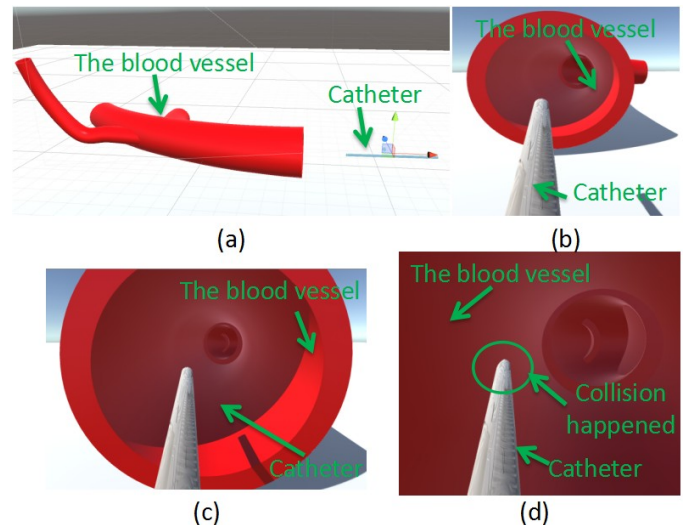 The blood vessel
Catheter
(a)
The blood vessel
Catheter
(b)
The blood vessel
Catheter
(c)
The blood vessel
Collision
happened
Catheter
(d)